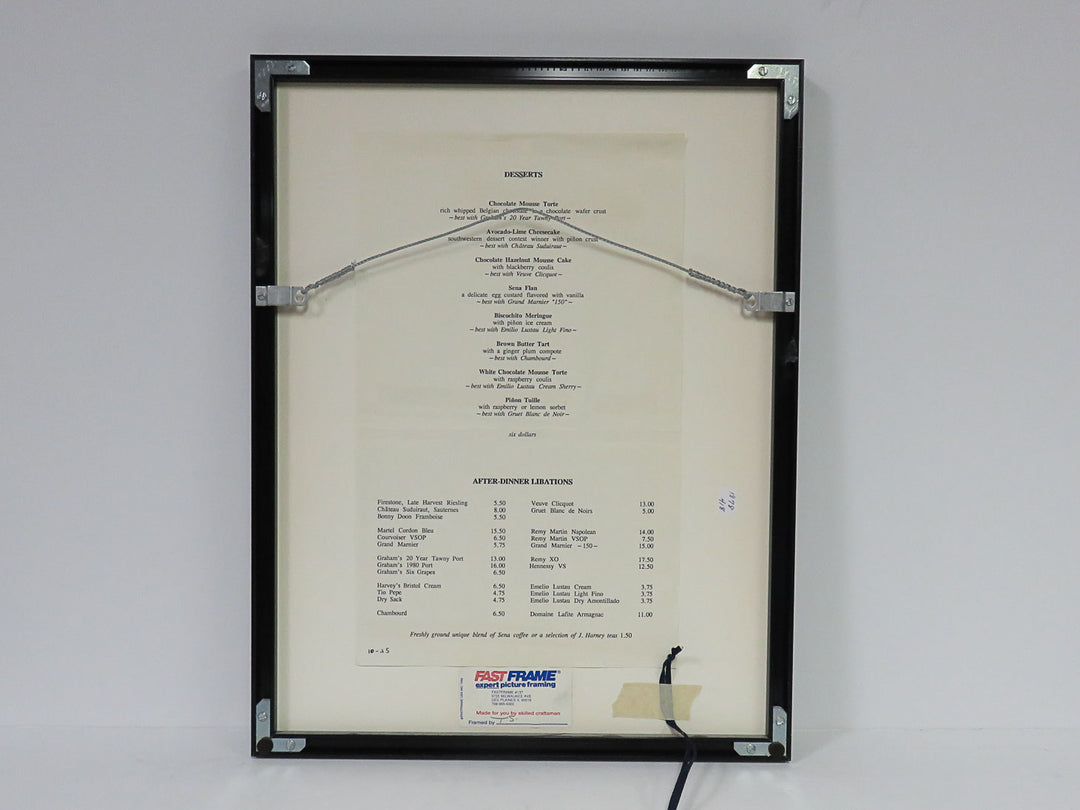 DESSERTS
Chocolate Mousse Torte
rich whipped Belgian chocolate in a chocolate wafer crust
~best with Graham's 20 Year Tawny Port~
Avocado-Lime Cheesecake
southwestern dessert contest winner with piñon crust
~best with Château Suduiraut~
Chocolate Hazelnut Mousse Cake
with blackberry coulis
~best with Veuve Clicquot~
Sena Flan
a delicate egg custard flavored with vanilla
~best with Grand Marnier "150"~
Biscochito Meringue
with piñon ice cream
~best with Emilio Lustau Light Fino~
Brown Butter Tart
with a ginger plum compote
~best with Chambourd~
White Chocolate Mousse Torte
with raspberry coulis
~best with Emilio Lustau Cream Sherry~
Piñon Tuille
with raspberry or lemon sorbet
~best with Gruet Blanc de Noir~
six dollars
AFTER-DINNER LIBATIONS
Firestone, Late Harvest Riesling 5.50
Château Suduiraut, Sauternes 8.00
Bonny Doon Framboise 5.50
Veuve Clicquot 13.00
Gruet Blanc de Noirs 5.00
Martel Cordon Bleu 15.50
Courvoiser VSOP 6.50
Grand Marnier 5.75
Remy Martin Napolean 14.00
Remy Martin VSOP 7.50
Grand Marnier ~150~ 15.00
Graham's 20 Year Tawny Port 13.00
Graham's 1980 Port 16.00
Graham's Six Grapes 6.50
Remy XO 17.50
Hennessy VS 12.50
Harvey's Bristol Cream 6.50
Tio Pepe 4.75
Dry Sack 4.75
Emelio Lustau Cream 3.75
Emelio Lustau Light Fino 3.75
Emelio Lustau Dry Amontillado 3.75
Chambourd 6.50
Domaine Lafite Armagnac 11.00
Freshly ground unique blend of Sena coffee or a selection of J. Harney teas 1.50
10-25
FASTFRAME®
expert picture framing
FASTFRAME #137
MILWAUKEE AVE
DES PLAINES IL
Made for you by skilled craftsmen
Framed by